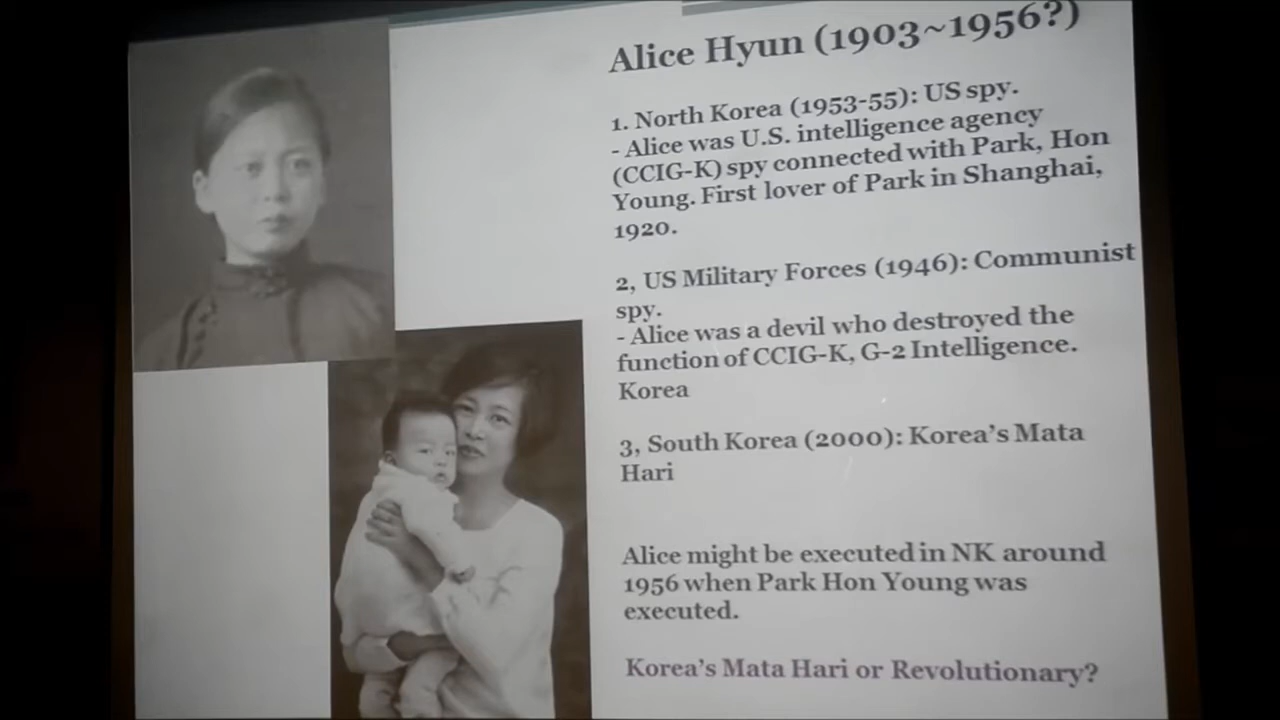 Alice Hyun (1903~1956?)
1. North Korea (1953-55): US spy.
- Alice was U.S. intelligence agency
(CCIG-K) spy connected with Park, Hon
Young. First lover of Park in Shanghai,
1920.
2, US Military Forces (1946): Communist
spy.
- Alice was a devil who destroyed the
function of CCIG-K, G-2 Intelligence.
Korea
3, South Korea (2000): Korea's Mata
Hari
Alice might be executed in NK around
1956 when Park Hon Young was
executed.
Korea's Mata Hari or Revolutionary?